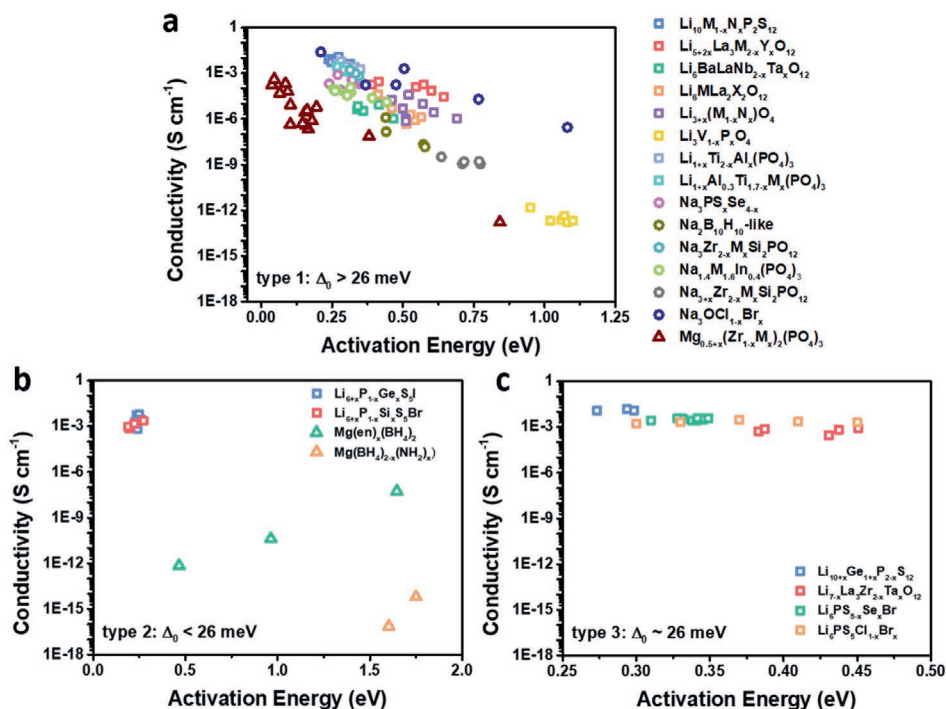 a
1
1E-3
1E-6
1E-9
1E-12
1E-15
1E-18
Conductivity (S cm⁻¹)
type 1: Δ₀ > 26 meV
0.00 0.25 0.50 0.75 1.00 1.25
Activation Energy (eV)
Li₁₀M₁₋ₓNₓP₂S₁₂
Li₅₊₂ₓLa₃M₂₋ₓYₓO₁₂
Li₆BaLaNb₂₋ₓTaₓO₁₂
Li₆MLa₂X₂O₁₂
Li₃₊ₓ(M₁₋ₓNₓ)O₄
Li₃V₁₋ₓPₓO₄
Li₁₊ₓTi₂₋ₓAlₓ(PO₄)₃
Li₁₊ₓAl₀.₃Ti₁.₇₋ₓMₓ(PO₄)₃
Na₃PSₓSe₄₋ₓ
Na₂B₁₀H₁₀-like
Na₃Zr₂₋ₓMₓSi₂PO₁₂
Na₁.₄M₁.₆In₀.₄(PO₄)₃
Na₃₊ₓZr₂₋ₓMₓSi₂PO₁₂
Na₃OCl₁₋ₓBrₓ
Mg₀.₅₊ₓ(Zr₁₋ₓMₓ)₂(PO₄)₃
b
1
1E-3
1E-6
1E-9
1E-12
1E-15
1E-18
Conductivity (S cm⁻¹)
Li₆₊ₓP₁₋ₓGeₓS₅I
Li₆₊ₓP₁₋ₓSiₓS₅Br
Mg(en)ₓ(BH₄)₂
Mg(BH₄)₂₋ₓ(NH₂)ₓ)
type 2: Δ₀ < 26 meV
0.0 0.5 1.0 1.5 2.0
Activation Energy (eV)
c
1
1E-3
1E-6
1E-9
1E-12
1E-15
1E-18
Conductivity (S cm⁻¹)
Li₁₀₊ₓGe₁₊ₓP₂₋ₓS₁₂
Li₇₋ₓLa₃Zr₂₋ₓTaₓO₁₂
Li₆PS₅₋ₓSeₓBr
Li₆PS₅Cl₁₋ₓBrₓ
type 3: Δ₀ ~ 26 meV
0.25 0.30 0.35 0.40 0.45 0.50
Activation Energy (eV)